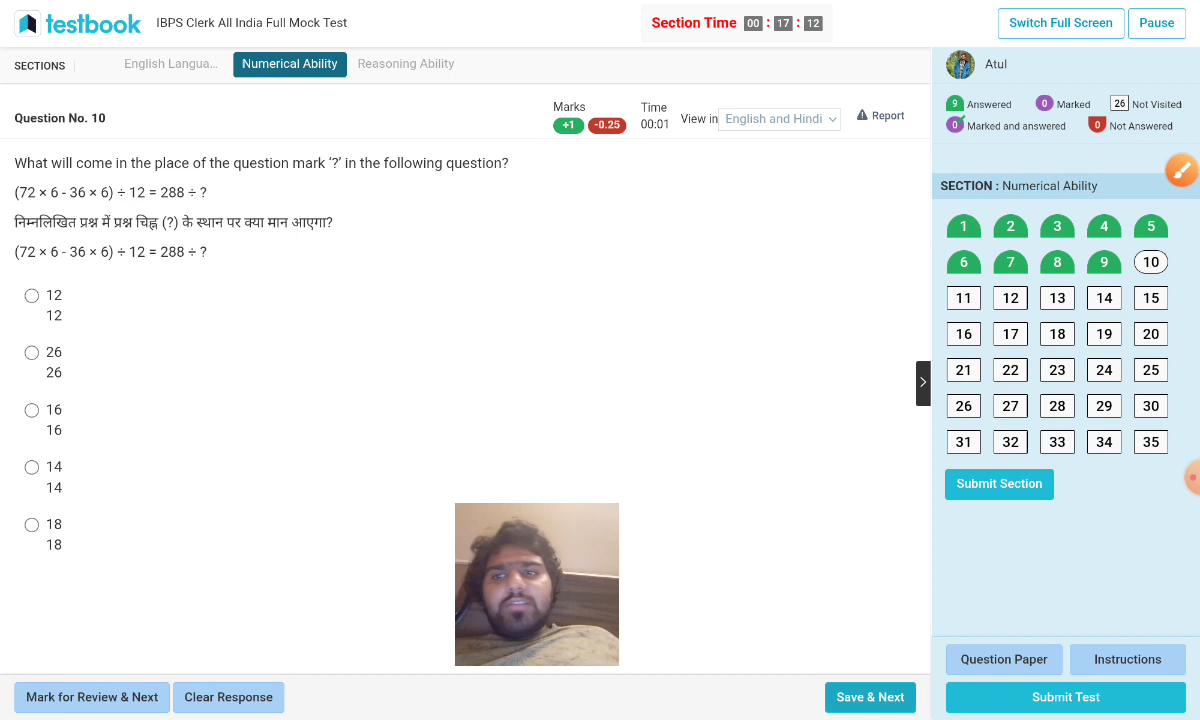 testbook
IBPS Clerk All India Full Mock Test
Section Time 00 : 17 : 12
Switch Full Screen
Pause
SECTIONS
English Langua...
Numerical Ability
Reasoning Ability
Atul
9 Answered
0 Marked
26 Not Visited
0 Marked and answered
0 Not Answered
Question No. 10
Marks
+1 -0.25
Time
00:01
View in English and Hindi
Report
SECTION : Numerical Ability
What will come in the place of the question mark ‘?’ in the following question?
(72 × 6 - 36 × 6) ÷ 12 = 288 ÷ ?
निम्नलिखित प्रश्न में प्रश्न चिह्न (?) के स्थान पर क्या मान आएगा?
(72 × 6 - 36 × 6) ÷ 12 = 288 ÷ ?
12
12
26
26
16
16
14
14
18
18
1 2 3 4 5
6 7 8 9 10
11 12 13 14 15
16 17 18 19 20
21 22 23 24 25
26 27 28 29 30
31 32 33 34 35
Submit Section
Question Paper
Instructions
Mark for Review & Next
Clear Response
Save & Next
Submit Test